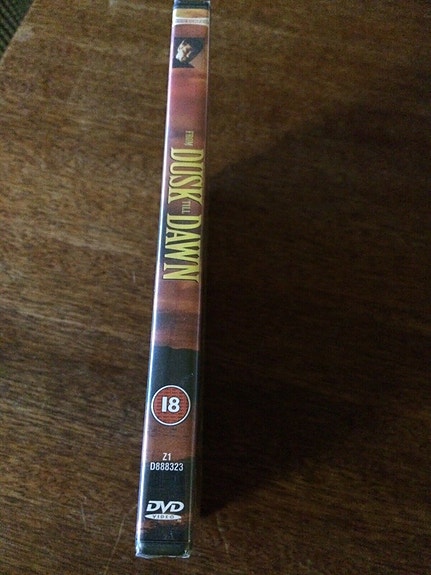 FROM
DUSK
TILL
DAWN
18
Z1
D888323
DVD
VIDEO